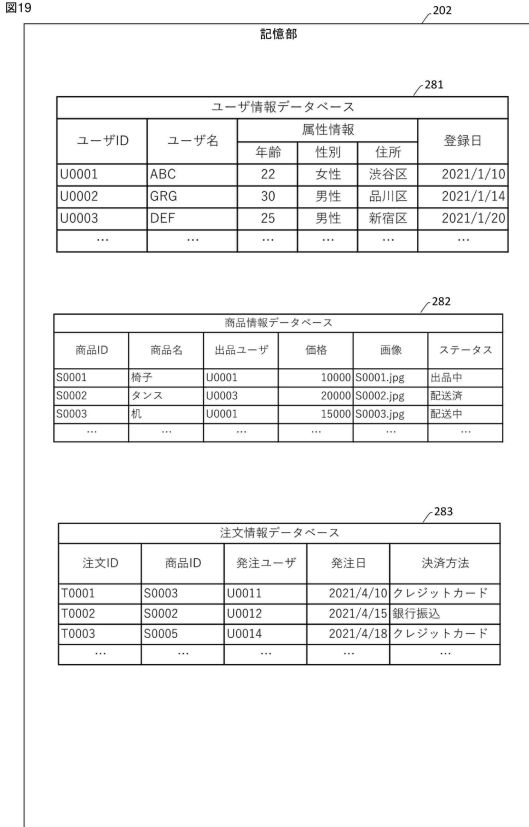 図19
202
記憶部
281
ユーザ情報データベース
ユーザID ユーザ名 属性情報 登録日
年齢 性別 住所
U0001 ABC 22 女性 渋谷区 2021/1/10
U0002 GRG 30 男性 品川区 2021/1/14
U0003 DEF 25 男性 新宿区 2021/1/20
… … … … … …
282
商品情報データベース
商品ID 商品名 出品ユーザ 価格 画像 ステータス
S0001 椅子 U0001 10000 S0001.jpg 出品中
S0002 タンス U0003 20000 S0002.jpg 配送済
S0003 机 U0001 15000 S0003.jpg 配送中
… … … … … …
283
注文情報データベース
注文ID 商品ID 発注ユーザ 発注日 決済方法
T0001 S0003 U0011 2021/4/10 クレジットカード
T0002 S0002 U0012 2021/4/15 銀行振込
T0003 S0005 U0014 2021/4/18 クレジットカード
… … … … …